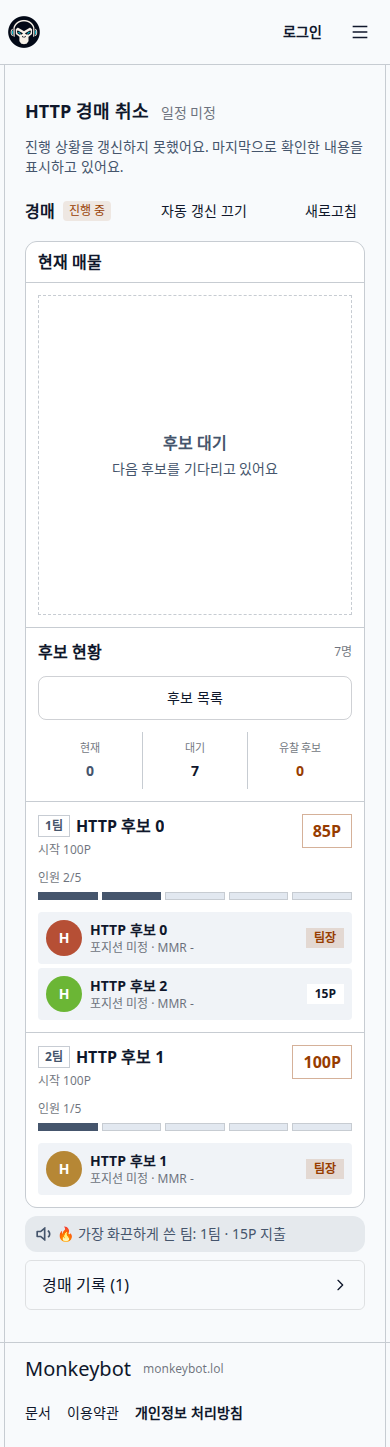 로그인
HTTP 경매 취소 일정 미정
진행 상황을 갱신하지 못했어요. 마지막으로 확인한 내용을
표시하고 있어요.
경매 진행 중 자동 갱신 끄기 새로고침
현재 매물
후보 대기
다음 후보를 기다리고 있어요
후보 현황 7명
후보 목록
현재 대기 유찰 후보
0 7 0
1팀 HTTP 후보 0 85P
시작 100P
인원 2/5
H HTTP 후보 0 팀장
포지션 미정 · MMR -
H HTTP 후보 2 15P
포지션 미정 · MMR -
2팀 HTTP 후보 1 100P
시작 100P
인원 1/5
H HTTP 후보 1 팀장
포지션 미정 · MMR -
🔥 가장 화끈하게 쓴 팀: 1팀 · 15P 지출
경매 기록 (1)
Monkeybot monkeybot.lol
문서 이용약관 개인정보 처리방침